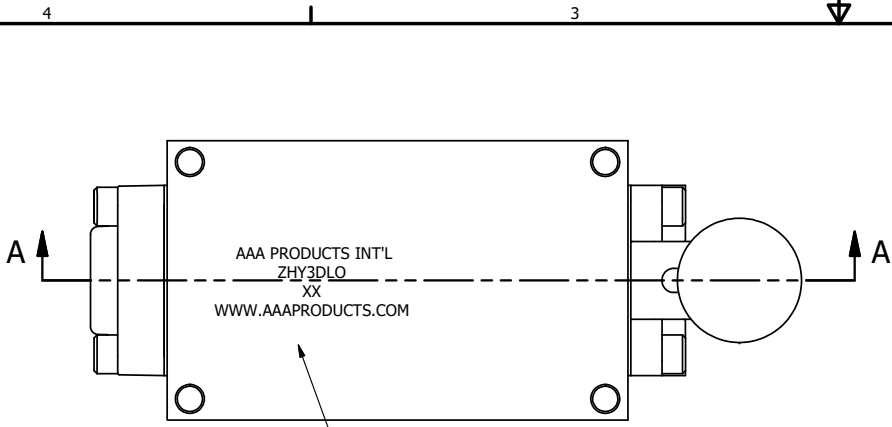 4
3
A
A
AAA PRODUCTS INT'L
ZHY3DLO
XX
WWW.AAAPRODUCTS.COM